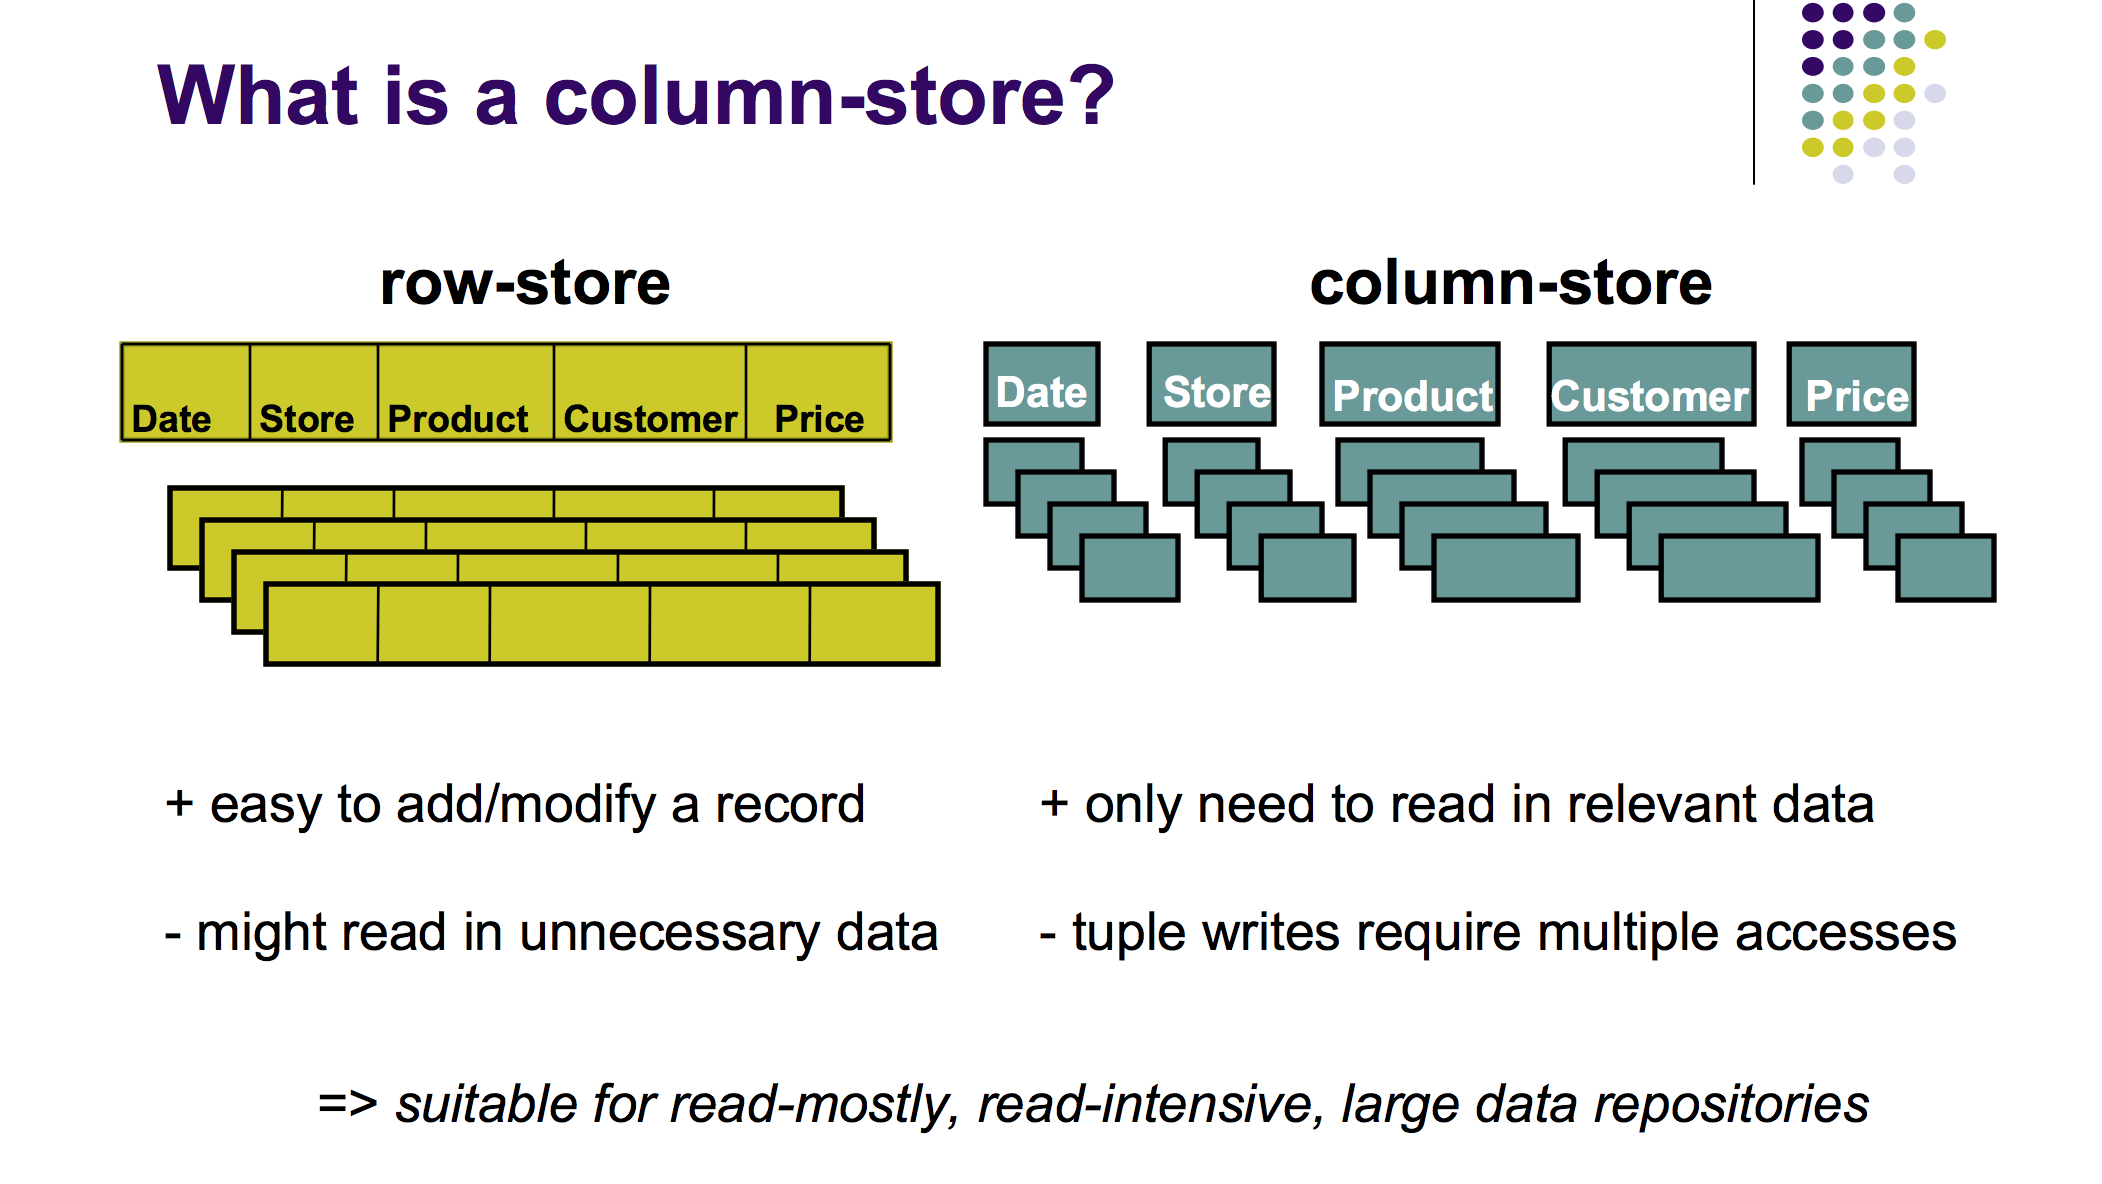 What is a column-store?
row-store
Date Store Product Customer Price
+ easy to add/modify a record
- might read in unnecessary data
column-store
Date Store Product Customer Price
+ only need to read in relevant data
- tuple writes require multiple accesses
=> suitable for read-mostly, read-intensive, large data repositories